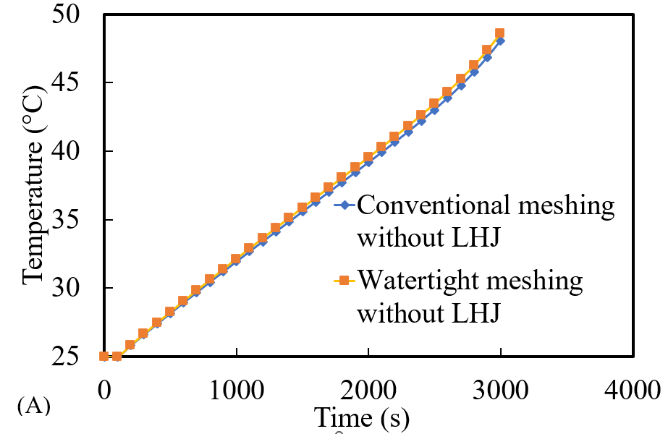 50
45
40
35
30
25
Temperature (°C)
Conventional meshing
without LHJ
Watertight meshing
without LHJ
0
1000
2000
3000
4000
(A)
Time (s)